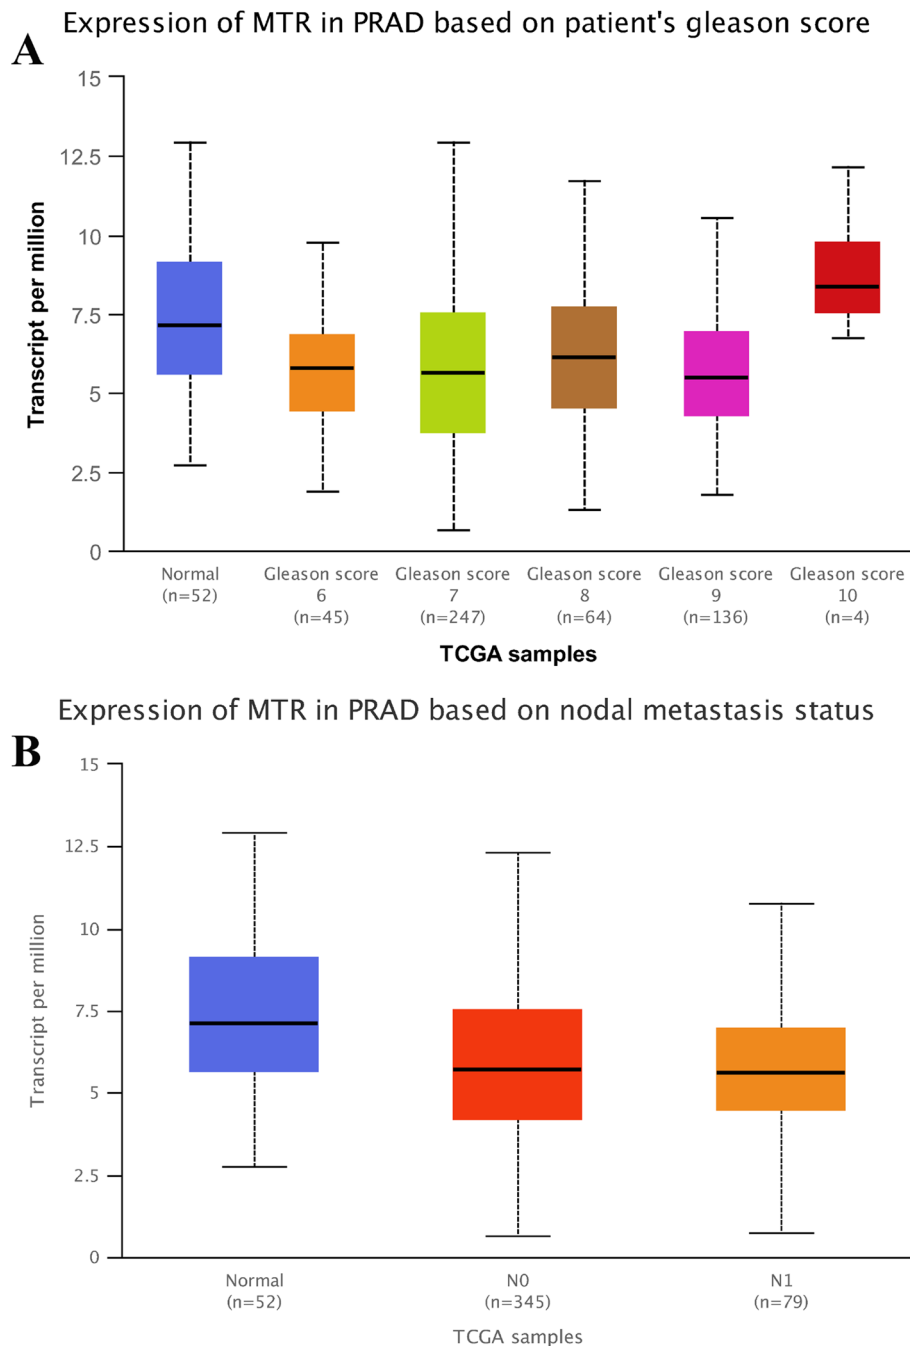 Expression of MTR in PRAD based on patient's gleason score
A
15
12.5
10
7.5
5
2.5
0
Transcript per million
Normal
(n=52)
Gleason score
6
(n=45)
Gleason score
7
(n=247)
Gleason score
8
(n=64)
Gleason score
9
(n=136)
Gleason score
10
(n=4)
TCGA samples
Expression of MTR in PRAD based on nodal metastasis status
B
15
12.5
10
7.5
5
2.5
0
Transcript per million
Normal
(n=52)
N0
(n=345)
N1
(n=79)
TCGA samples